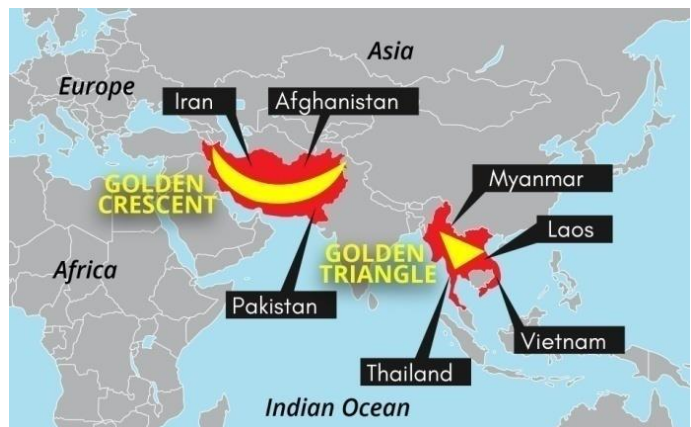 Asia
Europe
Iran
Afghanistan
GOLDEN
CRESCENT
Myanmar
Laos
GOLDEN
TRIANGLE
Africa
Pakistan
Vietnam
Thailand
Indian Ocean